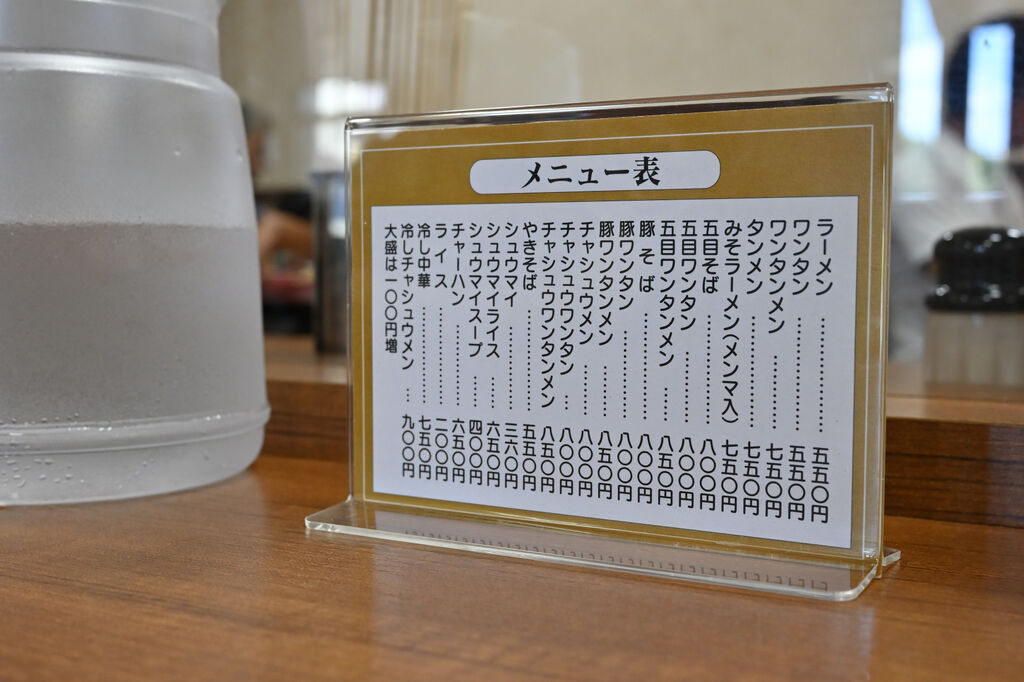 メニュー表
ラーメン …………… 五五〇円
ワンタン …………… 五五〇円
ワンタンメン ……… 七五〇円
タンメン …………… 七五〇円
みそラーメン(メンマ入) 七五〇円
五目そば …………… 八〇〇円
五目ワンタン ……… 八〇〇円
五目ワンタンメン … 八五〇円
豚そば ……………… 八〇〇円
豚ワンタン ………… 八〇〇円
豚ワンタンメン …… 八五〇円
チャシュウメン …… 八〇〇円
チャシュウワンタン … 八〇〇円
チャシュウワンタンメン 八五〇円
やきそば …………… 五五〇円
シュウマイ ………… 三六〇円
シュウマイライス … 六五〇円
シュウマイスープ … 四〇〇円
チャーハン ………… 六五〇円
ライス ……………… 二〇〇円
冷し中華 …………… 七五〇円
冷しチャシュウメン … 九〇〇円
大盛は一〇〇円増